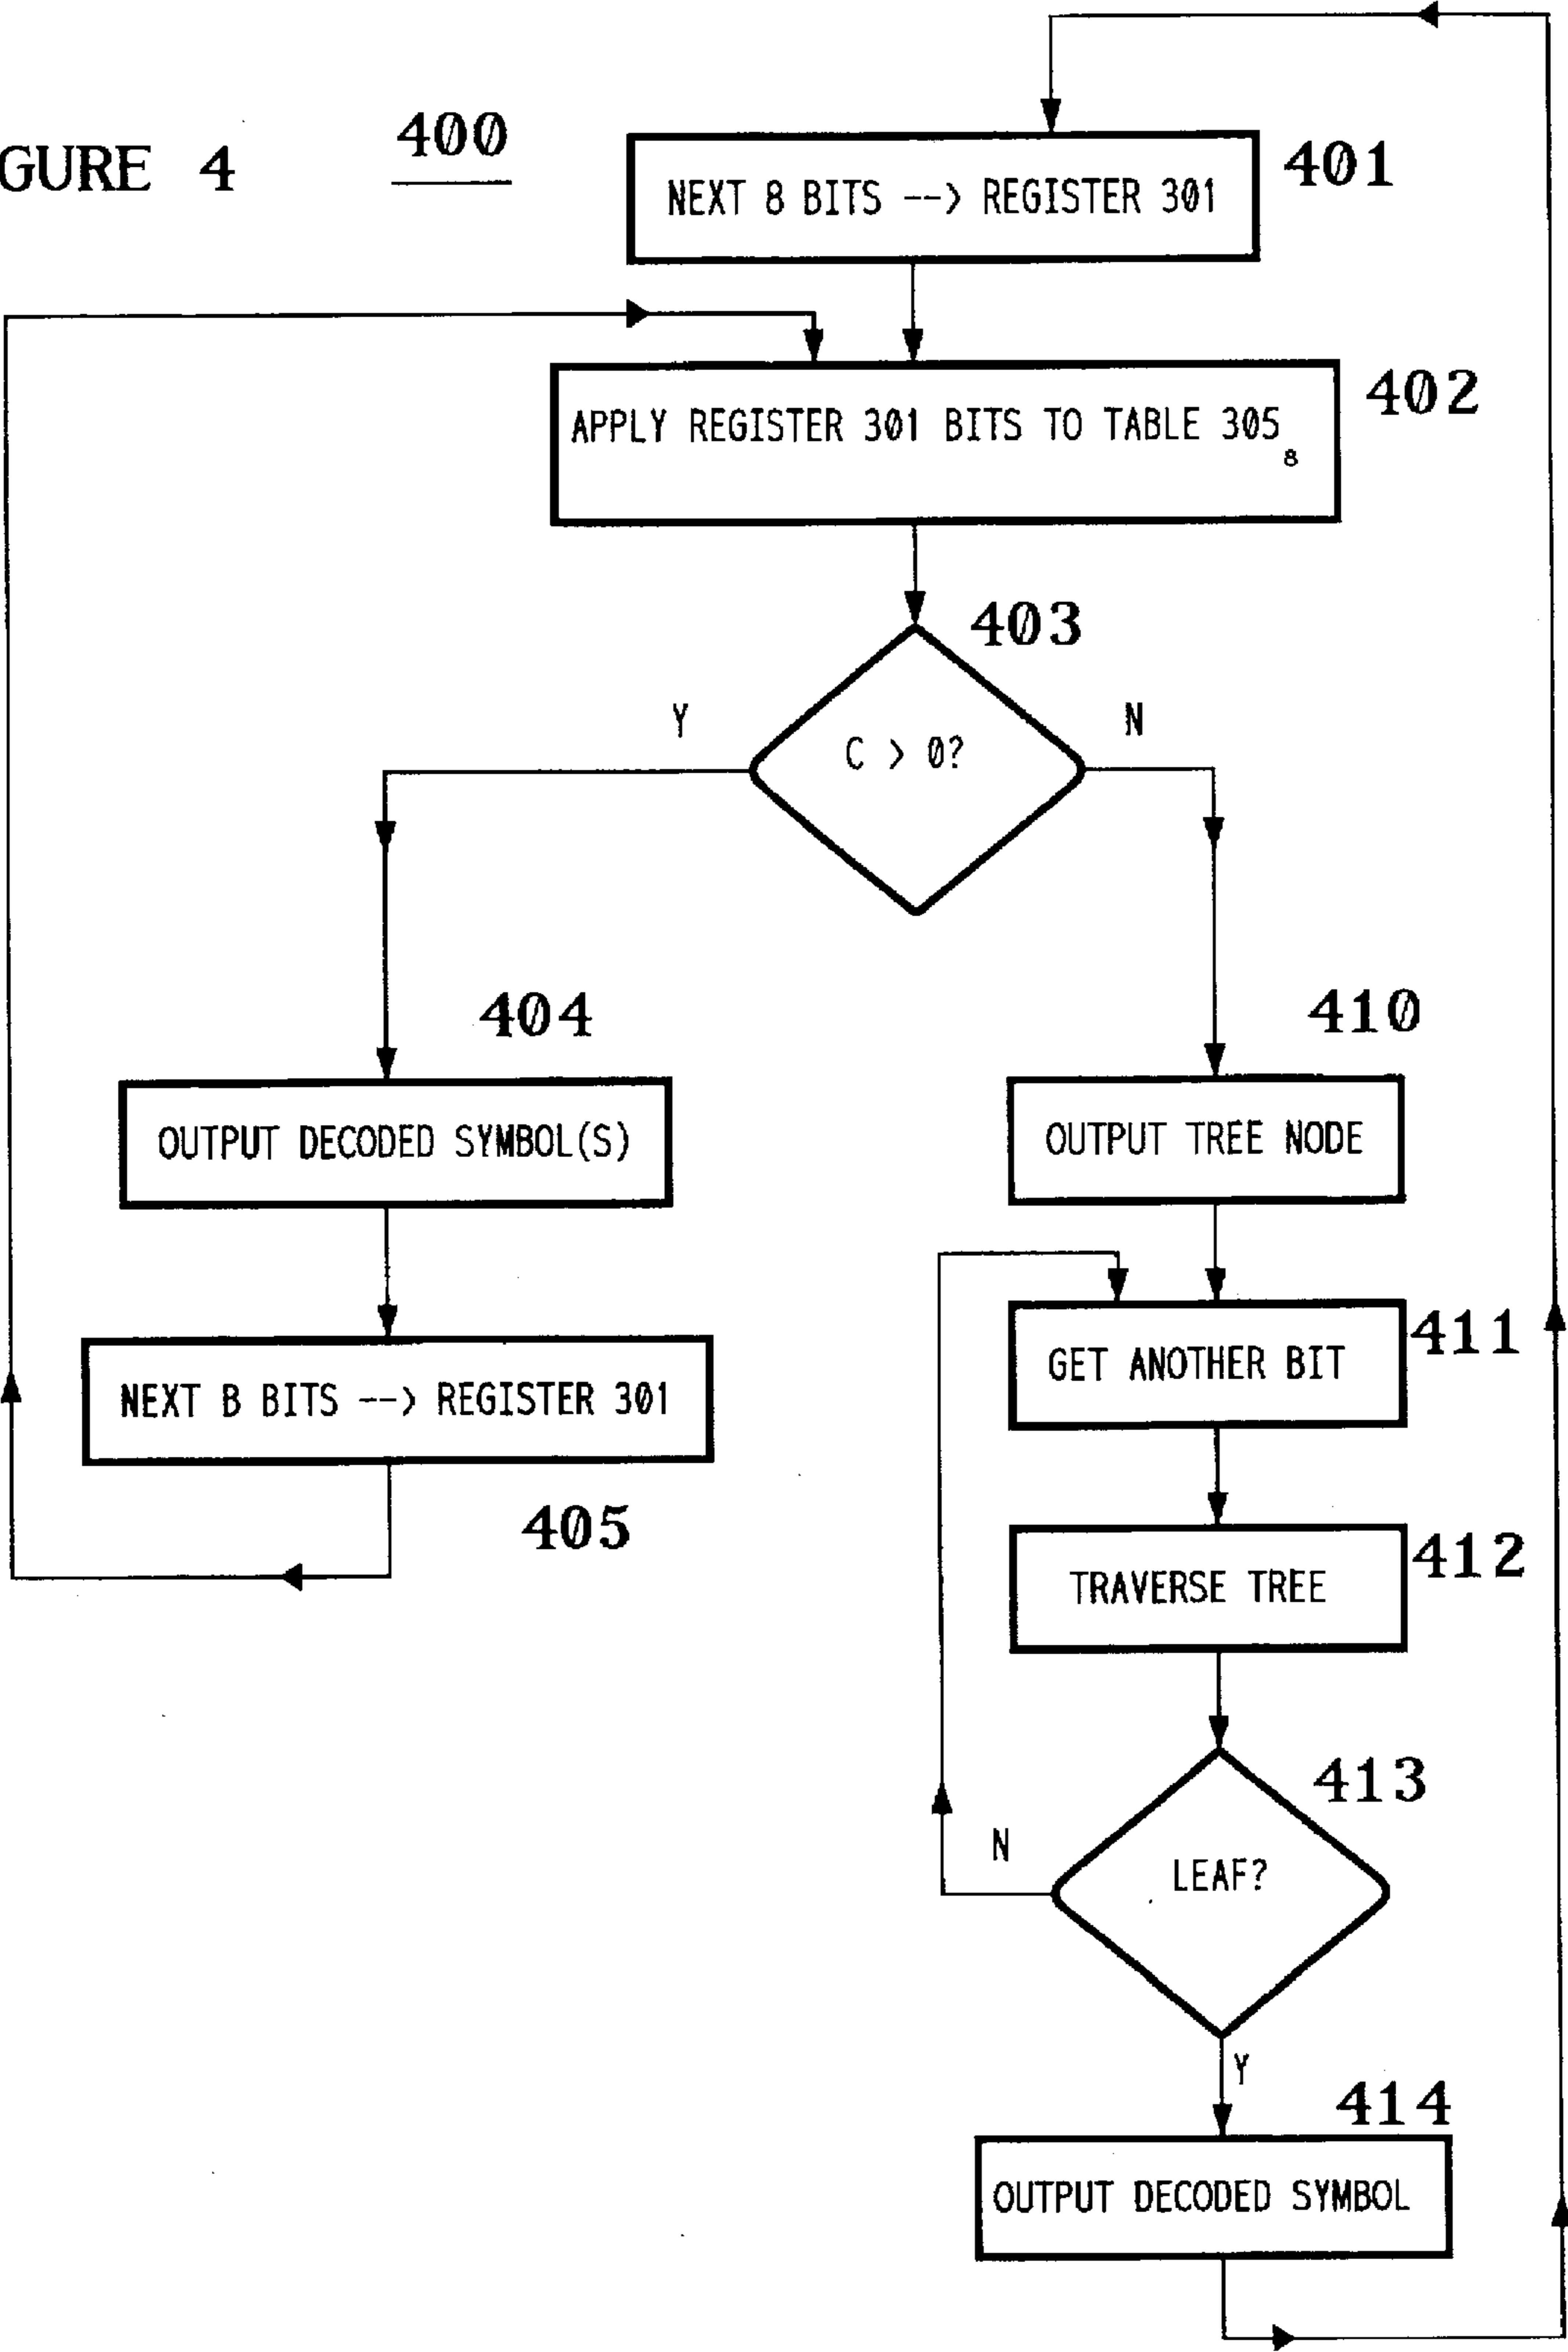 GURE 4
400
NEXT 8 BITS --> REGISTER 301
401
APPLY REGISTER 301 BITS TO TABLE 305
8
402
403
C > 0?
Y
N
404
OUTPUT DECODED SYMBOL(S)
NEXT B BITS --> REGISTER 301
405
410
OUTPUT TREE NODE
GET ANOTHER BIT
411
TRAVERSE TREE
412
413
LEAF?
N
Y
414
OUTPUT DECODED SYMBOL